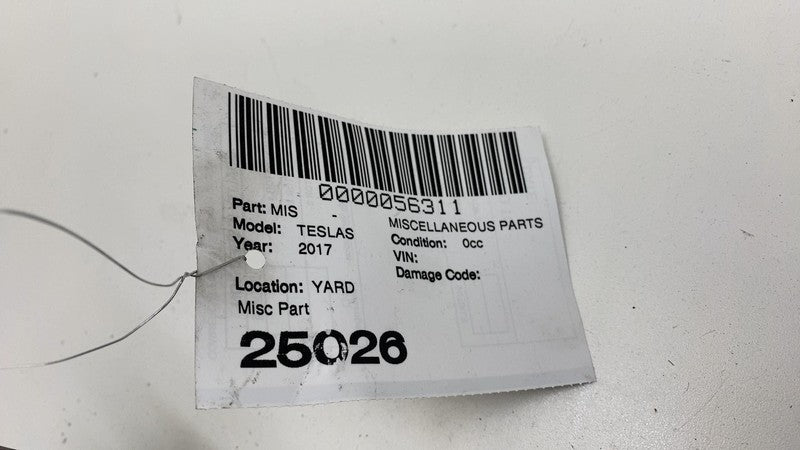 0000056311
Part: MIS - MISCELLANEOUS PARTS
Model: TESLAS Condition: 0cc
Year: 2017 VIN:
Damage Code:
Location: YARD
Misc Part
25026